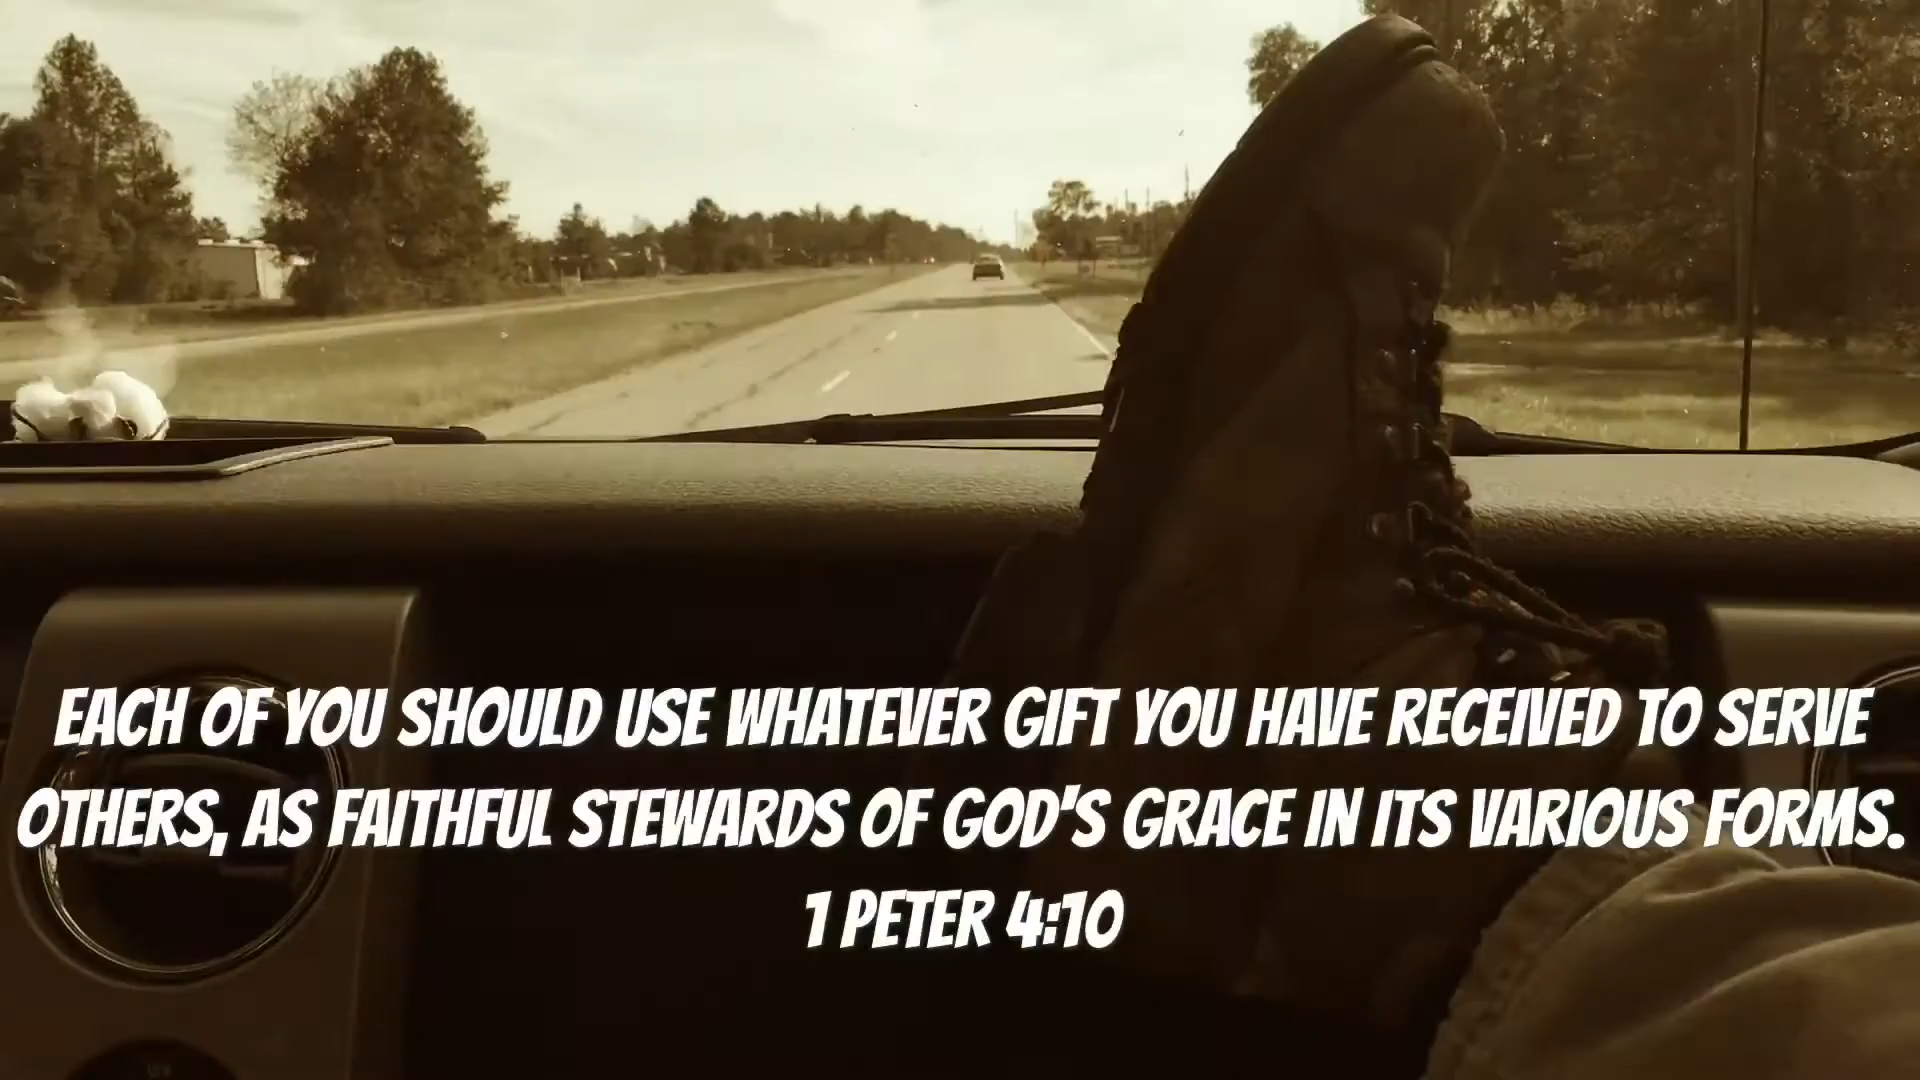 EACH OF YOU SHOULD USE WHATEVER GIFT YOU HAVE RECEIVED TO SERVE
OTHERS, AS FAITHFUL STEWARDS OF GOD'S GRACE IN ITS VARIOUS FORMS.
1 PETER 4:10